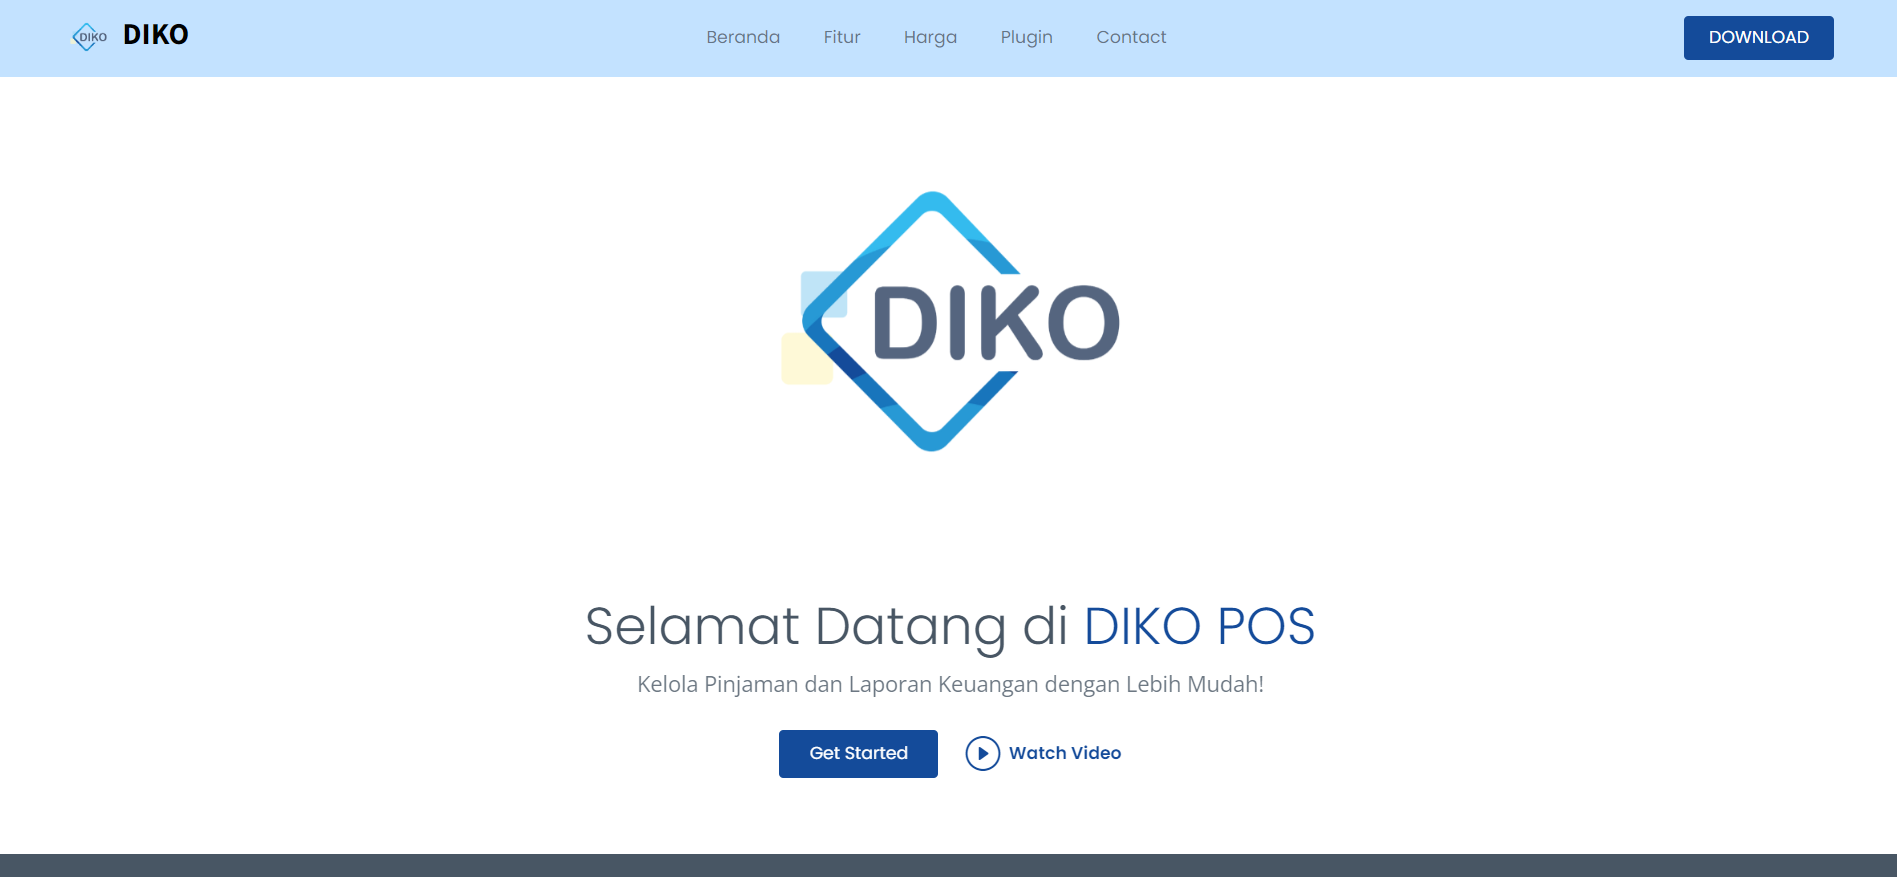 DIKO DIKO
Beranda Fitur Harga Plugin Contact
DOWNLOAD
DIKO
Selamat Datang di DIKO POS
Kelola Pinjaman dan Laporan Keuangan dengan Lebih Mudah!
Get Started Watch Video